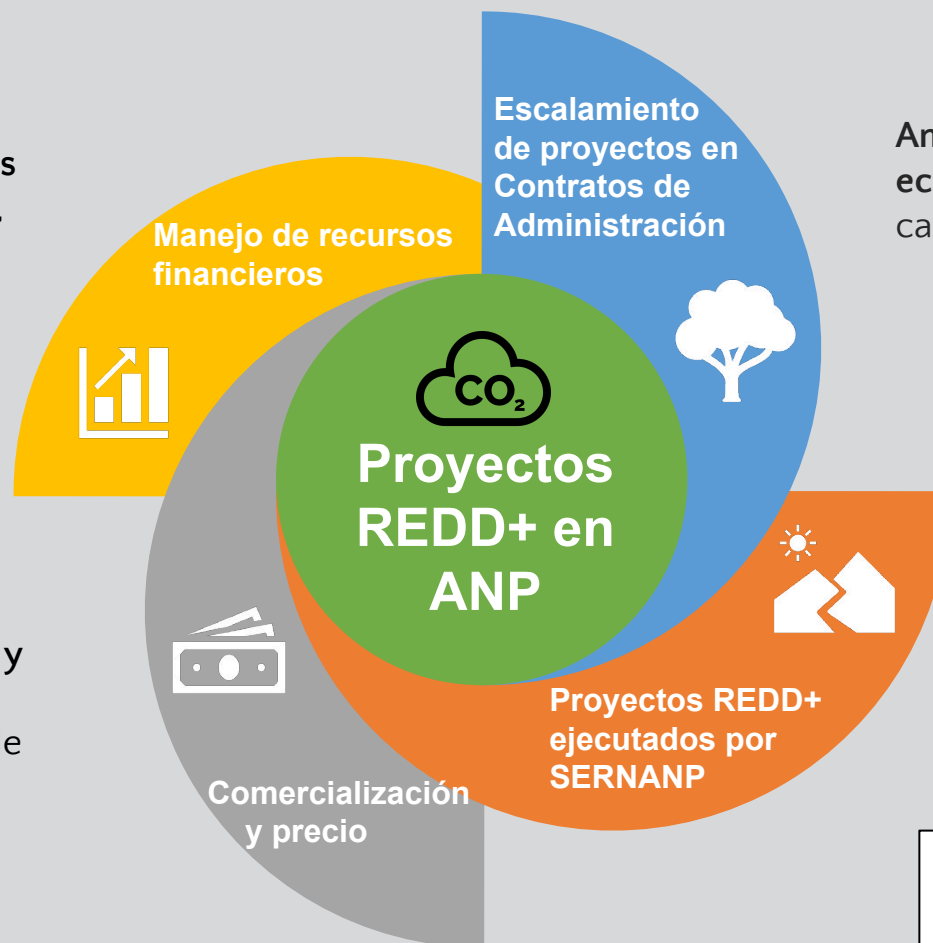 Escalamiento
de proyectos en
Contratos de
Administración
Manejo de recursos
financieros
CO₂
Proyectos
REDD+ en
ANP
Proyectos REDD+
ejecutados por
SERNANP
Comercialización
y precio
y
e
s
ca